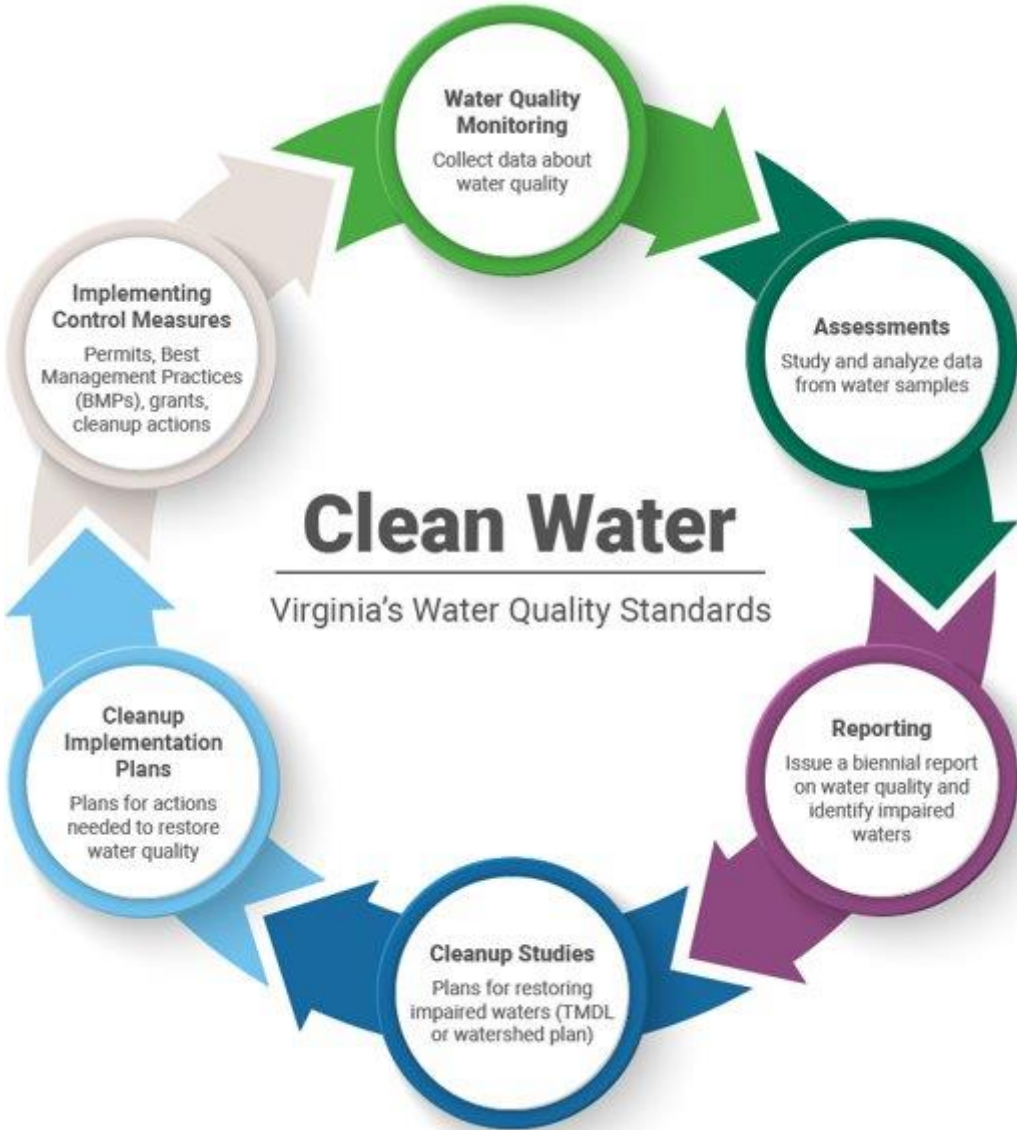 Water Quality
Monitoring
Collect data about
water quality
Assessments
Study and analyze data
from water samples
Reporting
Issue a biennial report
on water quality and
identify impaired
waters
Cleanup Studies
Plans for restoring
impaired waters (TMDL
or watershed plan)
Cleanup
Implementation
Plans
Plans for actions
needed to restore
water quality
Implementing
Control Measures
Permits, Best
Management Practices
(BMPs), grants,
cleanup actions
Clean Water
Virginia’s Water Quality Standards